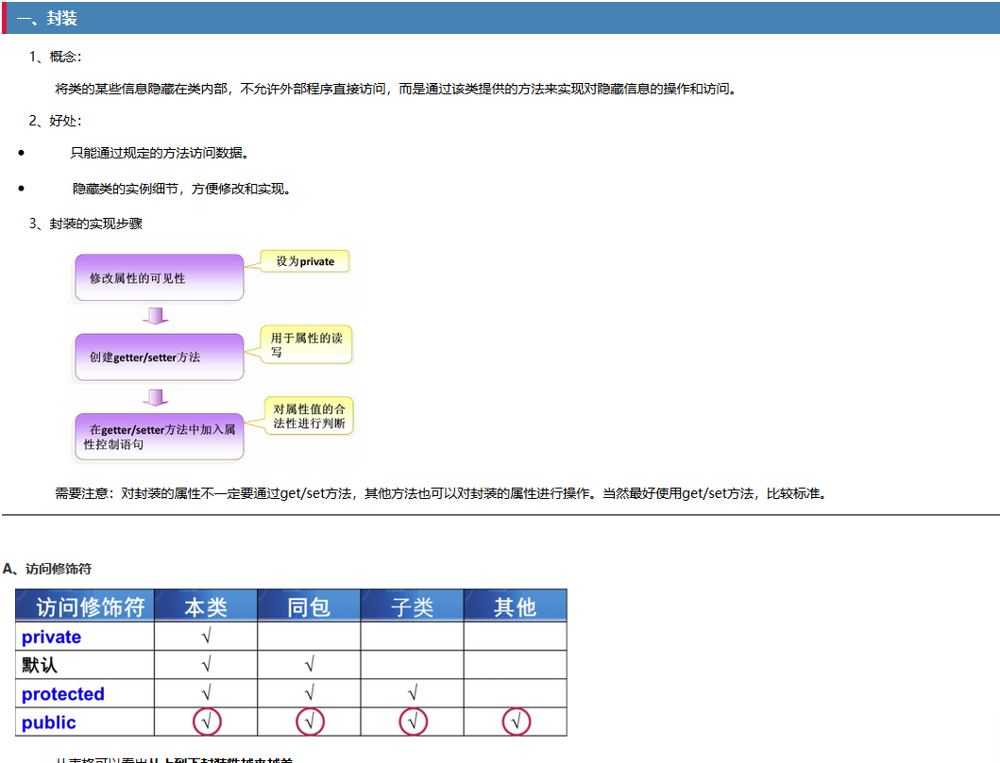 一、封装
1、概念：
将类的某些信息隐藏在类内部，不允许外部程序直接访问，而是通过该类提供的方法来实现对隐藏信息的操作和访问。
2、好处：
• 只能通过规定的方法访问数据。
• 隐藏类的实例细节，方便修改和实现。
3、封装的实现步骤
修改属性的可见性
设为private
创建getter/setter方法
用于属性的读
写
在getter/setter方法中加入属
性控制语句
对属性值的合
法性进行判断
需要注意：对封装的属性不一定要通过get/set方法，其他方法也可以对封装的属性进行操作。当然最好使用get/set方法，比较标准。
A、访问修饰符
访问修饰符 本类 同包 子类 其他
private √
默认 √ √
protected √ √ √
public √ √ √ √
从表格可以看出从上到下封装性越来越差